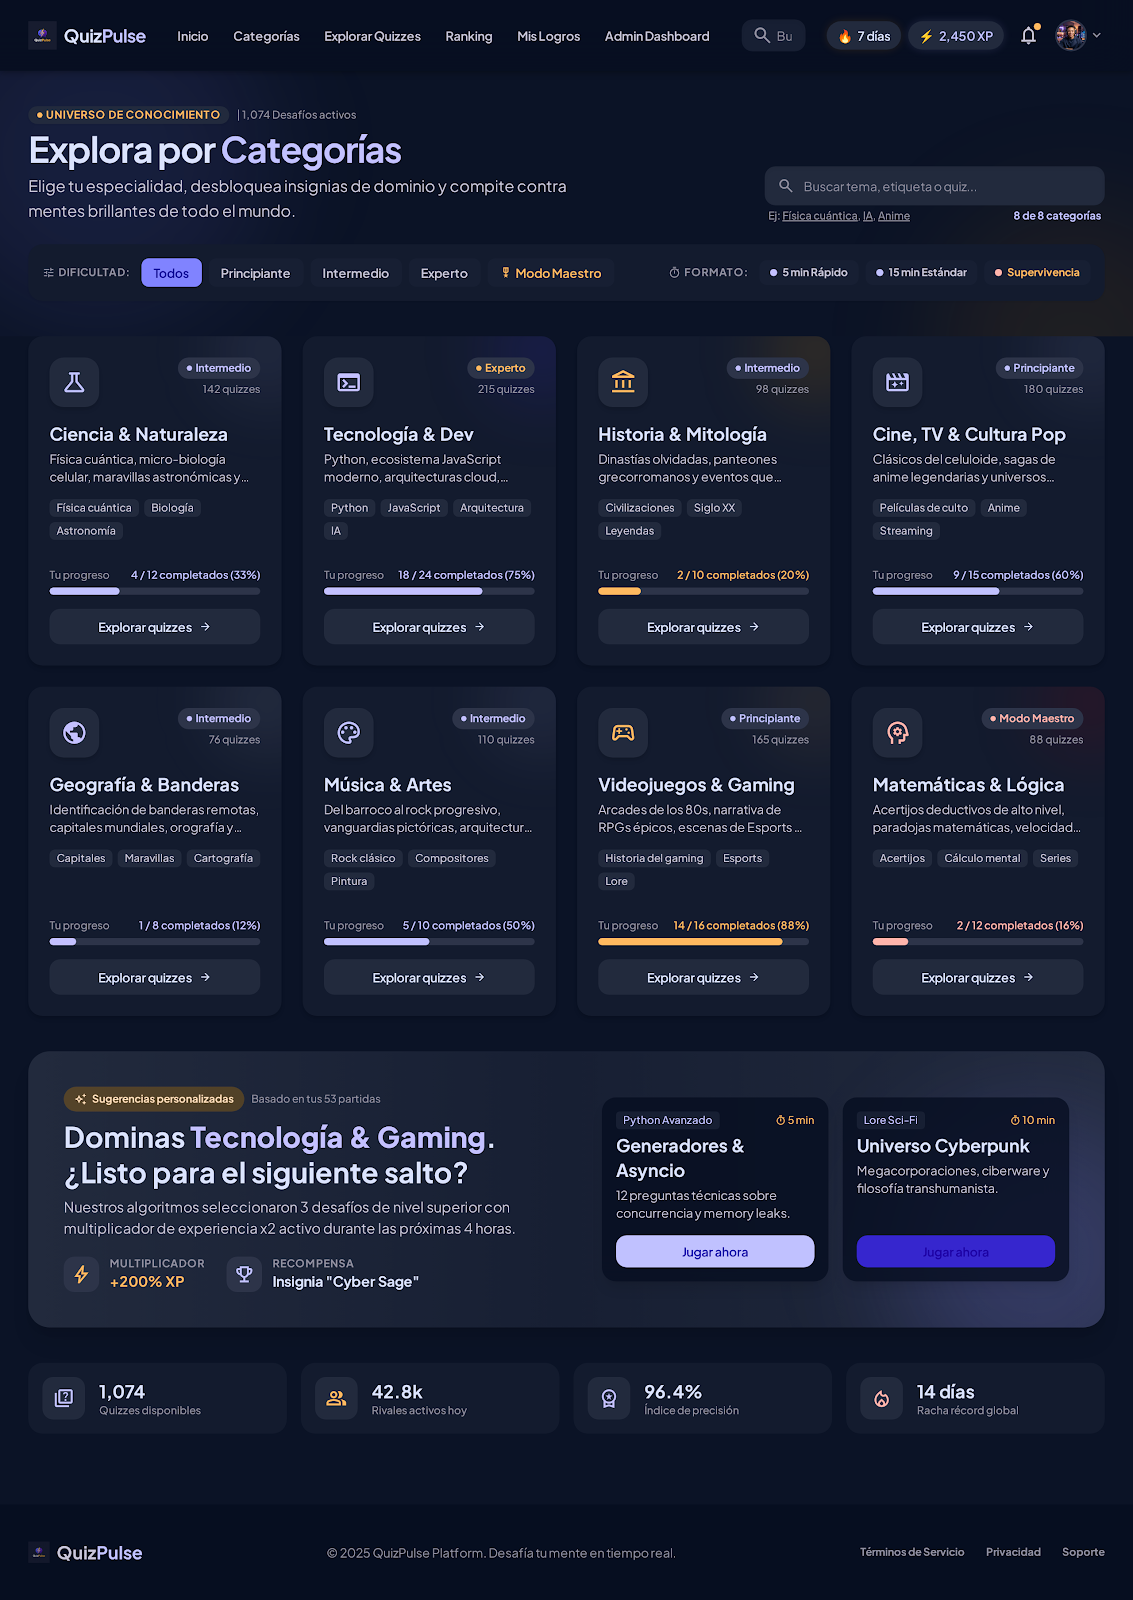 QuizPulse
Inicio
Categorías
Explorar Quizzes
Ranking
Mis Logros
Admin Dashboard
Bu
7 días
2,450 XP
UNIVERSO DE CONOCIMIENTO
| 1,074 Desafíos activos
Explora por Categorías
Elige tu especialidad, desbloquea insignias de dominio y compite contra
mentes brillantes de todo el mundo.
Buscar tema, etiqueta o quiz...
Ej: Física cuántica, IA, Anime
8 de 8 categorías
DIFICULTAD:
Todos
Principiante
Intermedio
Experto
Modo Maestro
FORMATO:
5 min Rápido
15 min Estándar
Supervivencia
Intermedio
142 quizzes
Ciencia & Naturaleza
Física cuántica, micro-biología
celular, maravillas astronómicas y...
Física cuántica
Biología
Astronomía
Tu progreso
4 / 12 completados (33%)
Explorar quizzes →
Experto
215 quizzes
Tecnología & Dev
Python, ecosistema JavaScript
moderno, arquitecturas cloud,...
Python
JavaScript
Arquitectura
IA
Tu progreso
18 / 24 completados (75%)
Explorar quizzes →
Intermedio
98 quizzes
Historia & Mitología
Dinastías olvidadas, panteones
grecorromanos y eventos que...
Civilizaciones
Siglo XX
Leyendas
Tu progreso
2 / 10 completados (20%)
Explorar quizzes →
Principiante
180 quizzes
Cine, TV & Cultura Pop
Clásicos del celuloide, sagas de
anime legendarias y universos...
Películas de culto
Anime
Streaming
Tu progreso
9 / 15 completados (60%)
Explorar quizzes →
Intermedio
76 quizzes
Geografía & Banderas
Identificación de banderas remotas,
capitales mundiales, orografía y...
Capitales
Maravillas
Cartografía
Tu progreso
1 / 8 completados (12%)
Explorar quizzes →
Intermedio
110 quizzes
Música & Artes
Del barroco al rock progresivo,
vanguardias pictóricas, arquitectur...
Rock clásico
Compositores
Pintura
Tu progreso
5 / 10 completados (50%)
Explorar quizzes →
Principiante
165 quizzes
Videojuegos & Gaming
Arcades de los 80s, narrativa de
RPGs épicos, escenas de Esports ...
Historia del gaming
Esports
Lore
Tu progreso
14 / 16 completados (88%)
Explorar quizzes →
Modo Maestro
88 quizzes
Matemáticas & Lógica
Acertijos deductivos de alto nivel,
paradojas matemáticas, velocidad...
Acertijos
Cálculo mental
Series
Tu progreso
2 / 12 completados (16%)
Explorar quizzes →
Sugerencias personalizadas
Basado en tus 53 partidas
Dominas Tecnología & Gaming.
¿Listo para el siguiente salto?
Nuestros algoritmos seleccionaron 3 desafíos de nivel superior con
multiplicador de experiencia x2 activo durante las próximas 4 horas.
MULTIPLICADOR
+200% XP
RECOMPENSA
Insignia "Cyber Sage"
Python Avanzado
5 min
Generadores &
Asyncio
12 preguntas técnicas sobre
concurrencia y memory leaks.
Jugar ahora
Lore Sci-Fi
10 min
Universo Cyberpunk
Megacorporaciones, ciberware y
filosofía transhumanista.
Jugar ahora
1,074
Quizzes disponibles
42.8k
Rivales activos hoy
96.4%
Índice de precisión
14 días
Racha récord global
QuizPulse
© 2025 QuizPulse Platform. Desafía tu mente en tiempo real.
Términos de Servicio
Privacidad
Soporte